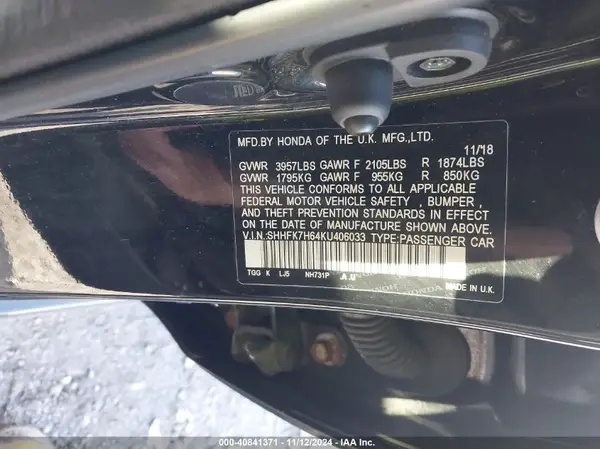 MFD.BY HONDA OF THE U.K. MFG.,LTD.
11/'18
GVWR 3957LBS GAWR F 2105LBS R 1874LBS
GVWR 1795KG GAWR F 955KG R 850KG
THIS VEHICLE CONFORMS TO ALL APPLICABLE
FEDERAL MOTOR VEHICLE SAFETY , BUMPER ,
AND THEFT PREVENTION STANDARDS IN EFFECT
ON THE DATE OF MANUFACTURE SHOWN ABOVE.
V.I.N.:SHHFK7H64KU406033 TYPE:PASSENGER CAR
TGG K LJ5 NH731P A.U
MADE IN U.K.
000-40841371 - 11/12/2024 - IAA Inc.